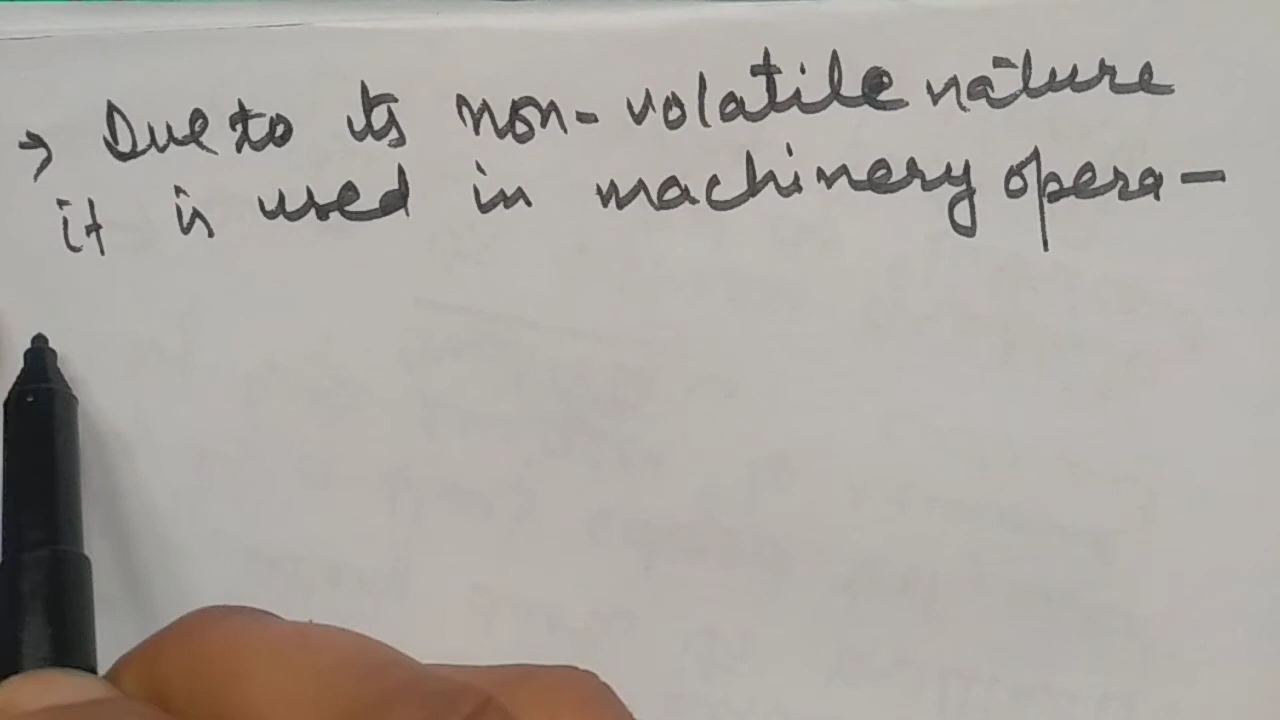 → Due to its non-volatile nature
it is used in machinery opera-